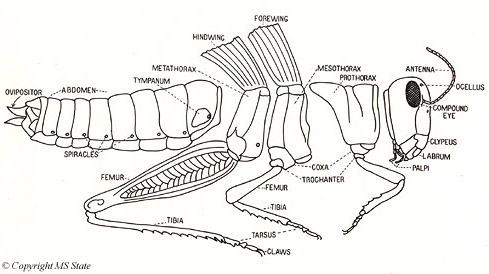 FOREWING
HINDWING
METATHORAX
TYMPANUM
MESOTHORAX
PROTHORAX
ANTENNA
OCELLUS
OVIPOSITOR
ABDOMEN
COMPOUND
EYE
SPIRACLES
CLYPEUS
LABRUM
PALPI
COXA
TROCHANTER
FEMUR
FEMUR
TIBIA
TIBIA
TARSUS
CLAWS
© Copyright MS State